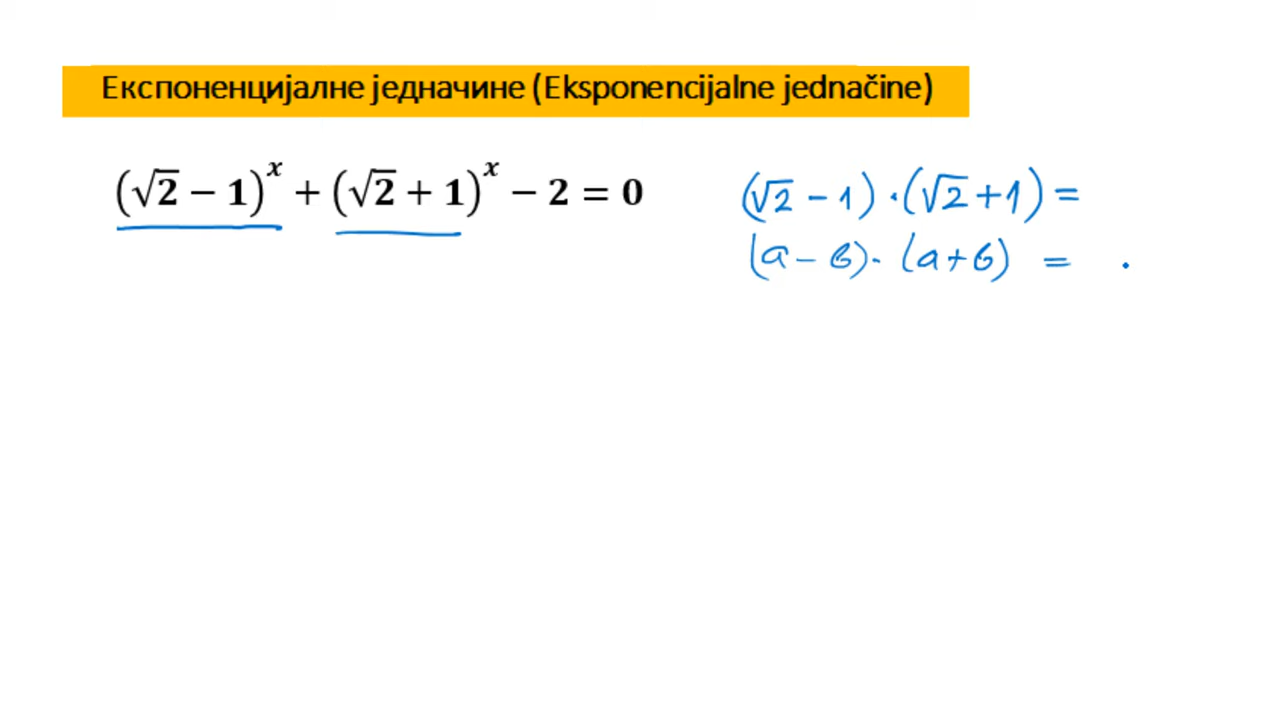 Експоненцијалне једначине (Eksponencijalne jednačine)
(√2 − 1)^x + (√2 + 1)^x − 2 = 0
(√2 − 1) · (√2 + 1) =
(a − b) · (a + b) = .